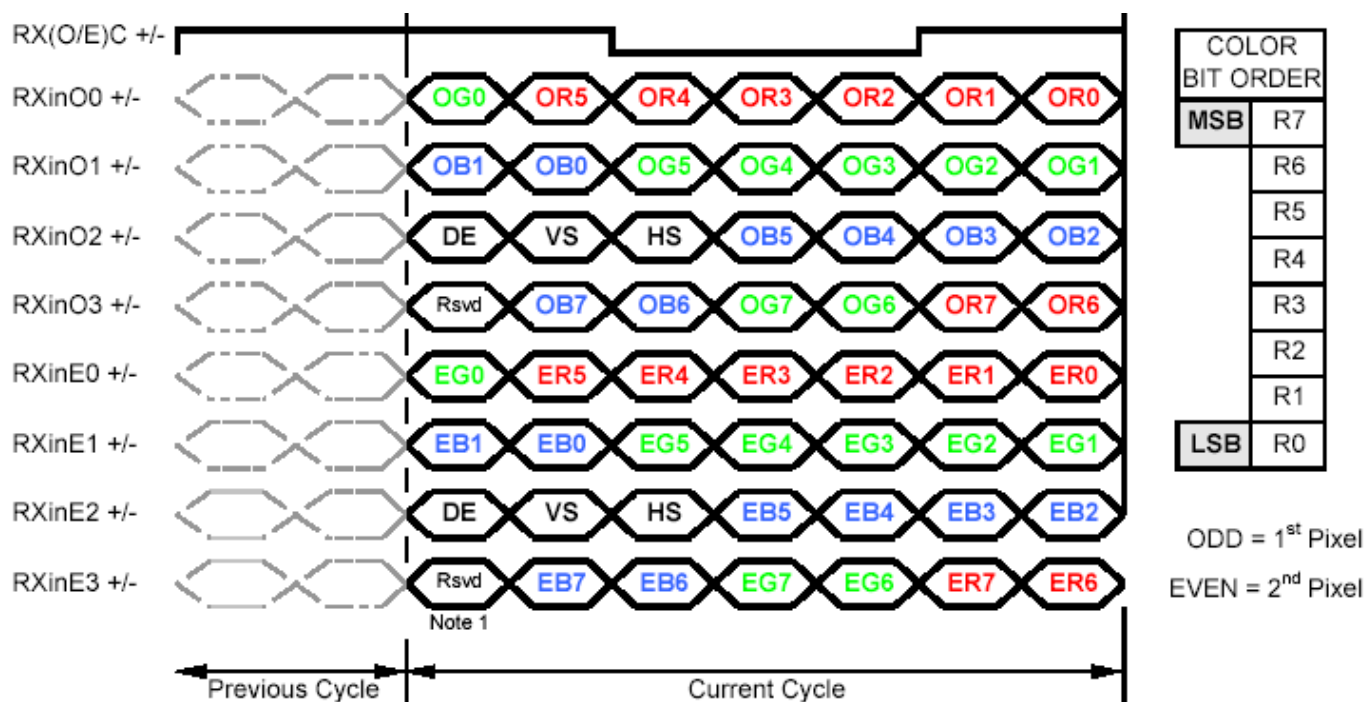 RX(O/E)C +/-
RXinO0 +/- OG0 OR5 OR4 OR3 OR2 OR1 OR0
RXinO1 +/- OB1 OB0 OG5 OG4 OG3 OG2 OG1
RXinO2 +/- DE VS HS OB5 OB4 OB3 OB2
RXinO3 +/- Rsvd OB7 OB6 OG7 OG6 OR7 OR6
RXinE0 +/- EG0 ER5 ER4 ER3 ER2 ER1 ER0
RXinE1 +/- EB1 EB0 EG5 EG4 EG3 EG2 EG1
RXinE2 +/- DE VS HS EB5 EB4 EB3 EB2
RXinE3 +/- Rsvd EB7 EB6 EG7 EG6 ER7 ER6
Note 1
Previous Cycle Current Cycle
COLOR
BIT ORDER
MSB R7
R6
R5
R4
R3
R2
R1
LSB R0
ODD = 1st Pixel
EVEN = 2nd Pixel